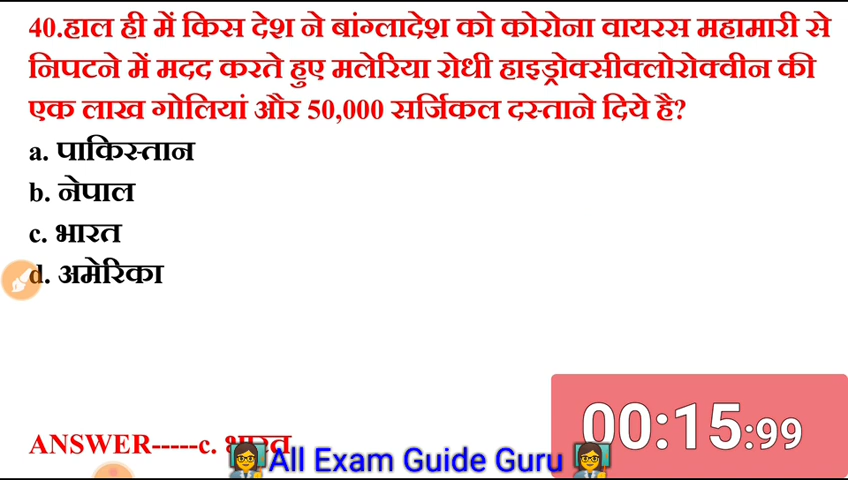 40.हाल ही में किस देश ने बांग्लादेश को कोरोना वायरस महामारी से
निपटने में मदद करते हुए मलेरिया रोधी हाइड्रोक्सीक्लोरोक्वीन की
एक लाख गोलियां और 50,000 सर्जिकल दस्ताने दिये है?
a. पाकिस्तान
b. नेपाल
c. भारत
d. अमेरिका
00:15:99
ANSWER-----c. भारत
All Exam Guide Guru